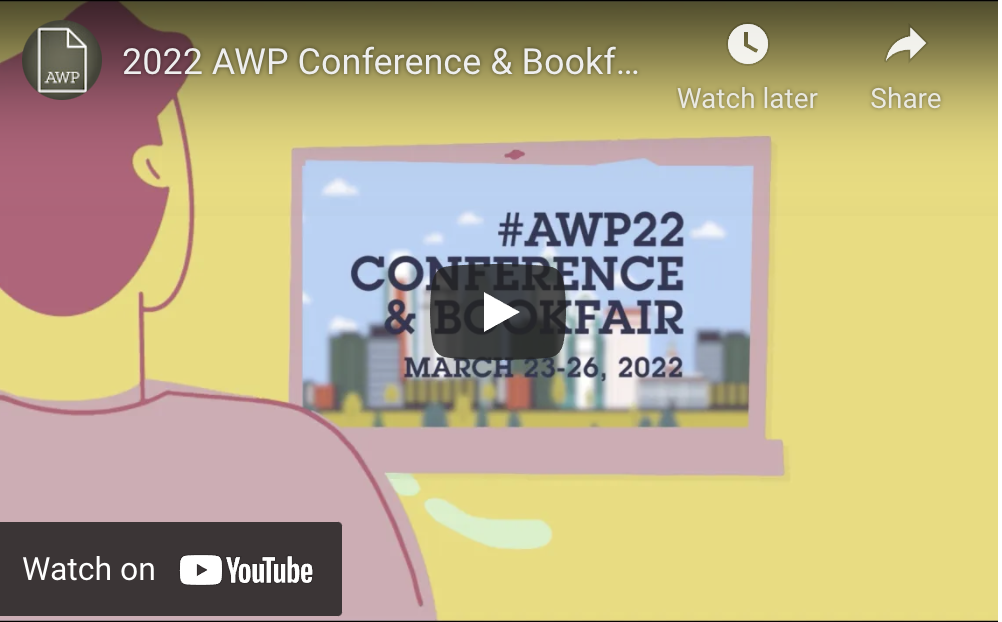 AWP
2022 AWP Conference & Bookf...
Watch later
Share
#AWP22
CONFERENCE
& BOOKFAIR
MARCH 23-26, 2022
Watch on YouTube